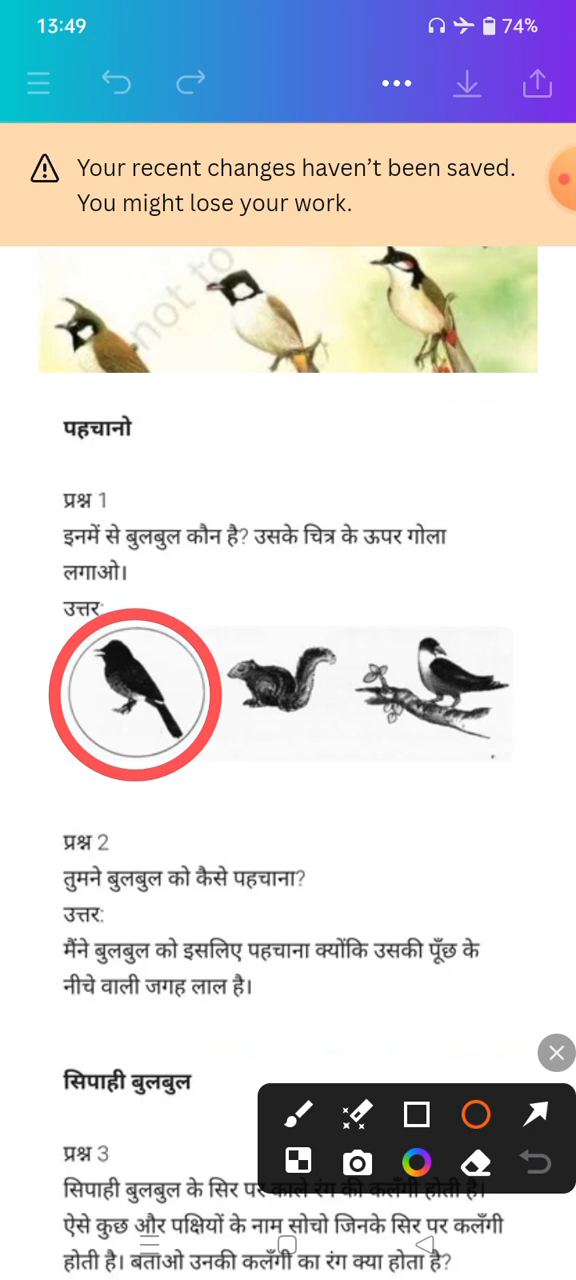 13:49
74%
Your recent changes haven’t been saved.
You might lose your work.
not to
पहचानो
प्रश्न 1
इनमें से बुलबुल कौन है? उसके चित्र के ऊपर गोला
लगाओ।
उत्तर:
प्रश्न 2
तुमने बुलबुल को कैसे पहचाना?
उत्तर:
मैंने बुलबुल को इसलिए पहचाना क्योंकि उसकी पूँछ के
नीचे वाली जगह लाल है।
सिपाही बुलबुल
प्रश्न 3
सिपाही बुलबुल के सिर पर काले रंग की कलँगी होती है।
ऐसे कुछ और पक्षियों के नाम सोचो जिनके सिर पर कलँगी
होती है। बताओ उनकी कलँगी का रंग क्या होता है?